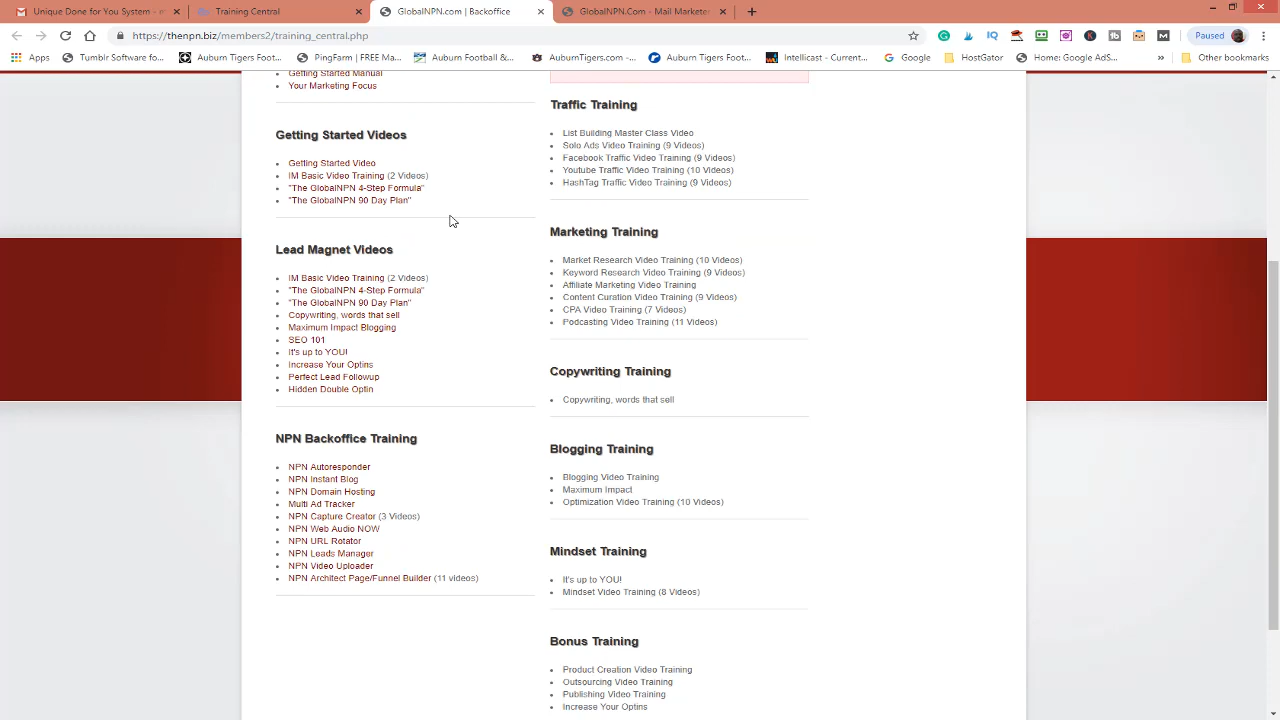 Unique Done for You System - m
Training Central
GlobalNPN.com | Backoffice
GlobalNPN.Com - Mail Markete
https://thenpn.biz/members2/training_central.php
Paused
Apps
Tumblr Software fo...
Auburn Tigers Foot...
PingFarm | FREE Ma...
Auburn Football &...
AuburnTigers.com -...
Auburn Tigers Foot...
Intellicast - Current...
Google
HostGator
Home: Google AdS...
»
Other bookmarks
Getting Started Manual
Your Marketing Focus
Getting Started Videos
Getting Started Video
IM Basic Video Training (2 Videos)
"The GlobalNPN 4-Step Formula"
"The GlobalNPN 90 Day Plan"
Lead Magnet Videos
IM Basic Video Training (2 Videos)
"The GlobalNPN 4-Step Formula"
"The GlobalNPN 90 Day Plan"
Copywriting, words that sell
Maximum Impact Blogging
SEO 101
It's up to YOU!
Increase Your Optins
Perfect Lead Followup
Hidden Double Optin
NPN Backoffice Training
NPN Autoresponder
NPN Instant Blog
NPN Domain Hosting
Multi Ad Tracker
NPN Capture Creator (3 Videos)
NPN Web Audio NOW
NPN URL Rotator
NPN Leads Manager
NPN Video Uploader
NPN Architect Page/Funnel Builder (11 videos)
Traffic Training
List Building Master Class Video
Solo Ads Video Training (9 Videos)
Facebook Traffic Video Training (9 Videos)
Youtube Traffic Video Training (10 Videos)
HashTag Traffic Video Training (9 Videos)
Marketing Training
Market Research Video Training (10 Videos)
Keyword Research Video Training (9 Videos)
Affiliate Marketing Video Training
Content Curation Video Training (9 Videos)
CPA Video Training (7 Videos)
Podcasting Video Training (11 Videos)
Copywriting Training
Copywriting, words that sell
Blogging Training
Blogging Video Training
Maximum Impact
Optimization Video Training (10 Videos)
Mindset Training
It's up to YOU!
Mindset Video Training (8 Videos)
Bonus Training
Product Creation Video Training
Outsourcing Video Training
Publishing Video Training
Increase Your Optins